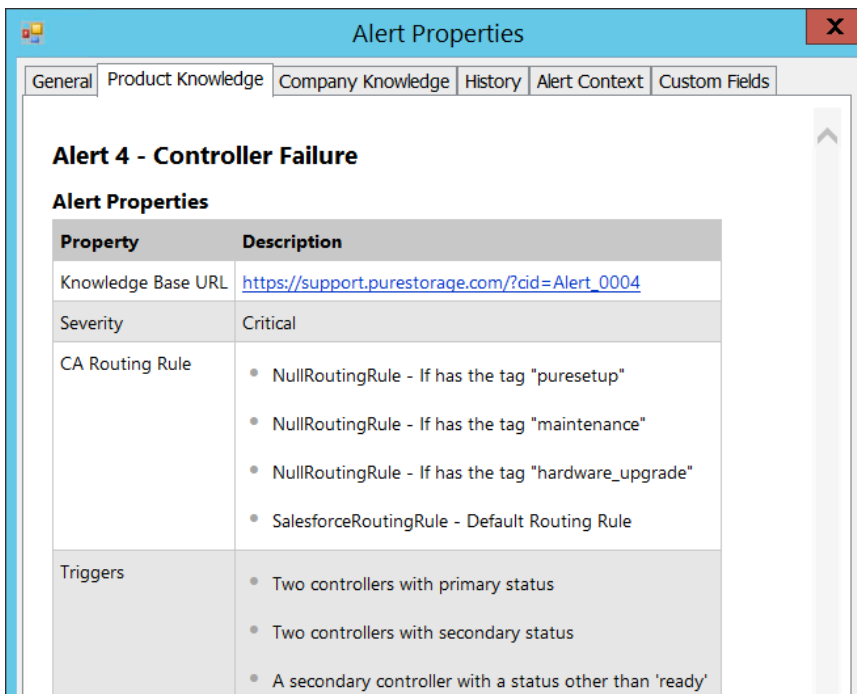 Alert Properties
X
General Product Knowledge Company Knowledge History Alert Context Custom Fields
Alert 4 - Controller Failure
Alert Properties
Property Description
Knowledge Base URL https://support.purestorage.com/?cid=Alert_0004
Severity Critical
CA Routing Rule
• NullRoutingRule - If has the tag "puresetup"
• NullRoutingRule - If has the tag "maintenance"
• NullRoutingRule - If has the tag "hardware_upgrade"
• SalesforceRoutingRule - Default Routing Rule
Triggers
• Two controllers with primary status
• Two controllers with secondary status
• A secondary controller with a status other than 'ready'